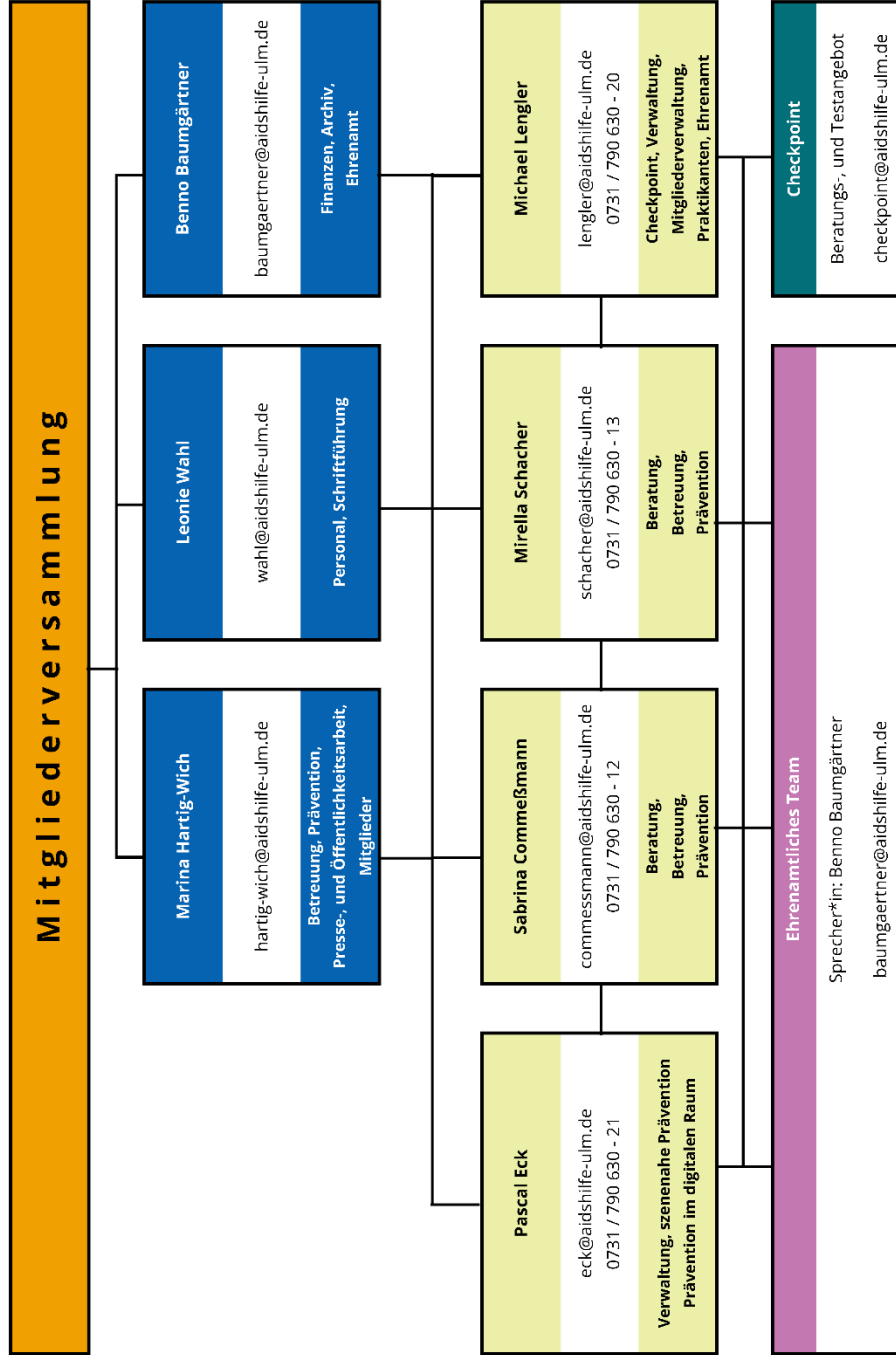 Mitgliederversammlung
Marina Hartig-Wich
hartig-wich@aidshilfe-ulm.de
Betreuung, Prävention,
Presse-, und Öffentlichkeitsarbeit,
Mitglieder
Leonie Wahl
wahl@aidshilfe-ulm.de
Personal, Schriftführung
Benno Baumgärtner
baumgaertner@aidshilfe-ulm.de
Finanzen, Archiv,
Ehrenamt
Pascal Eck
eck@aidshilfe-ulm.de
0731 / 790 630 - 21
Verwaltung, szenenahe Prävention
Prävention im digitalen Raum
Sabrina Commeßmann
commessmann@aidshilfe-ulm.de
0731 / 790 630 - 12
Beratung,
Betreuung,
Prävention
Mirella Schacher
schacher@aidshilfe-ulm.de
0731 / 790 630 - 13
Beratung,
Betreuung,
Prävention
Michael Lengler
lengler@aidshilfe-ulm.de
0731 / 790 630 - 20
Checkpoint, Verwaltung,
Mitgliederverwaltung,
Praktikanten, Ehrenamt
Ehrenamtliches Team
Sprecher*in: Benno Baumgärtner
baumgaertner@aidshilfe-ulm.de
Checkpoint
Beratungs-, und Testangebot
checkpoint@aidshilfe-ulm.de